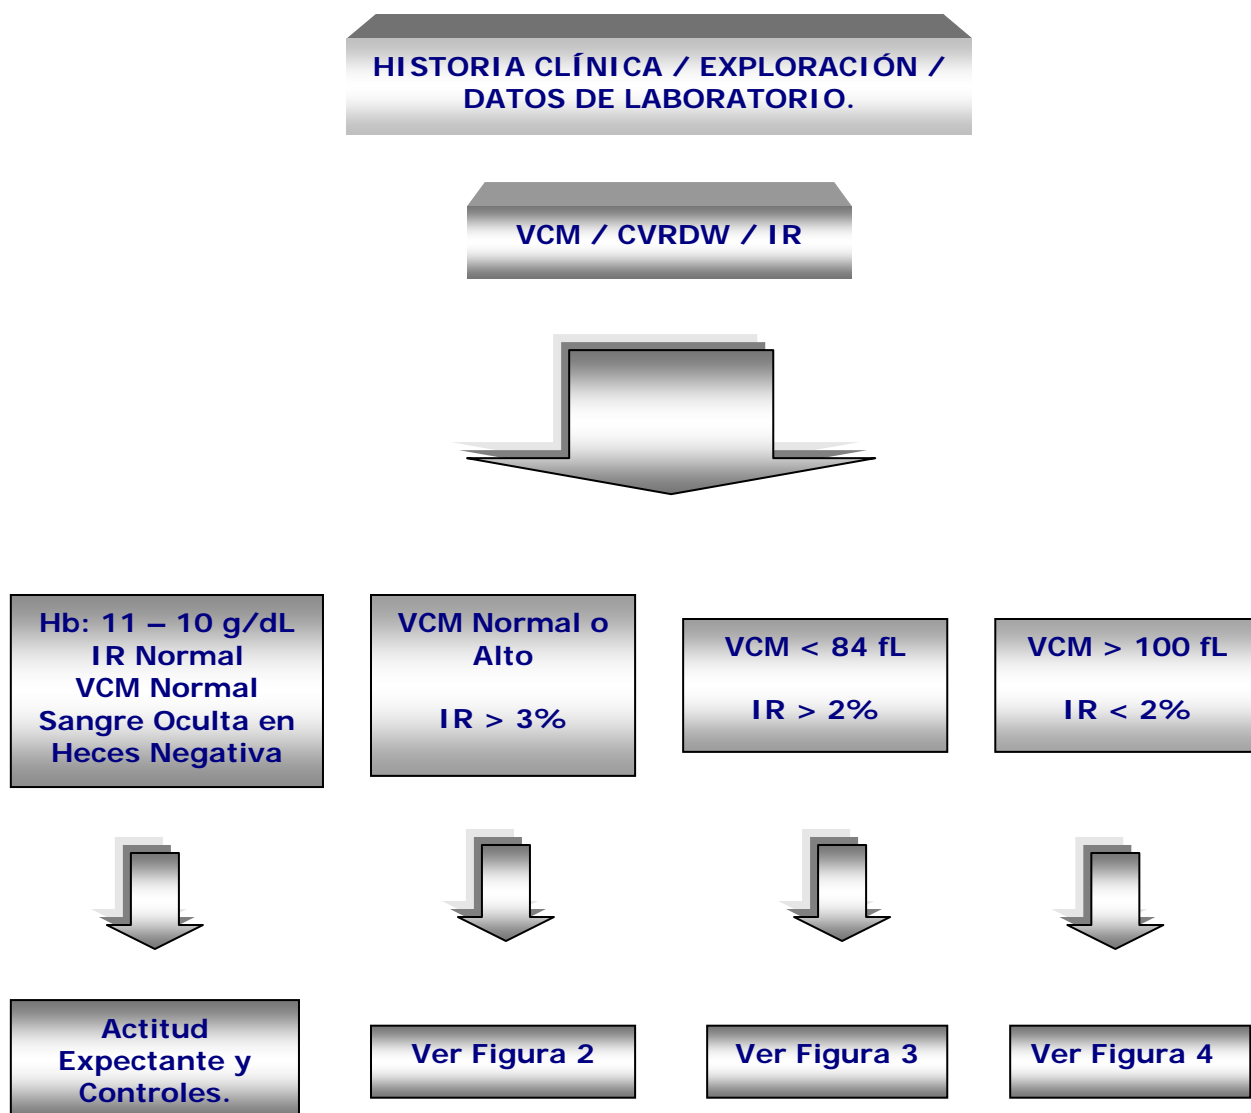 HISTORIA CLÍNICA / EXPLORACIÓN /
DATOS DE LABORATORIO.
VCM / CVRDW / IR
Hb: 11 – 10 g/dL
IR Normal
VCM Normal
Sangre Oculta en
Heces Negativa
VCM Normal o
Alto
IR > 3%
VCM < 84 fL
IR > 2%
VCM > 100 fL
IR < 2%
Actitud
Expectante y
Controles.
Ver Figura 2
Ver Figura 3
Ver Figura 4